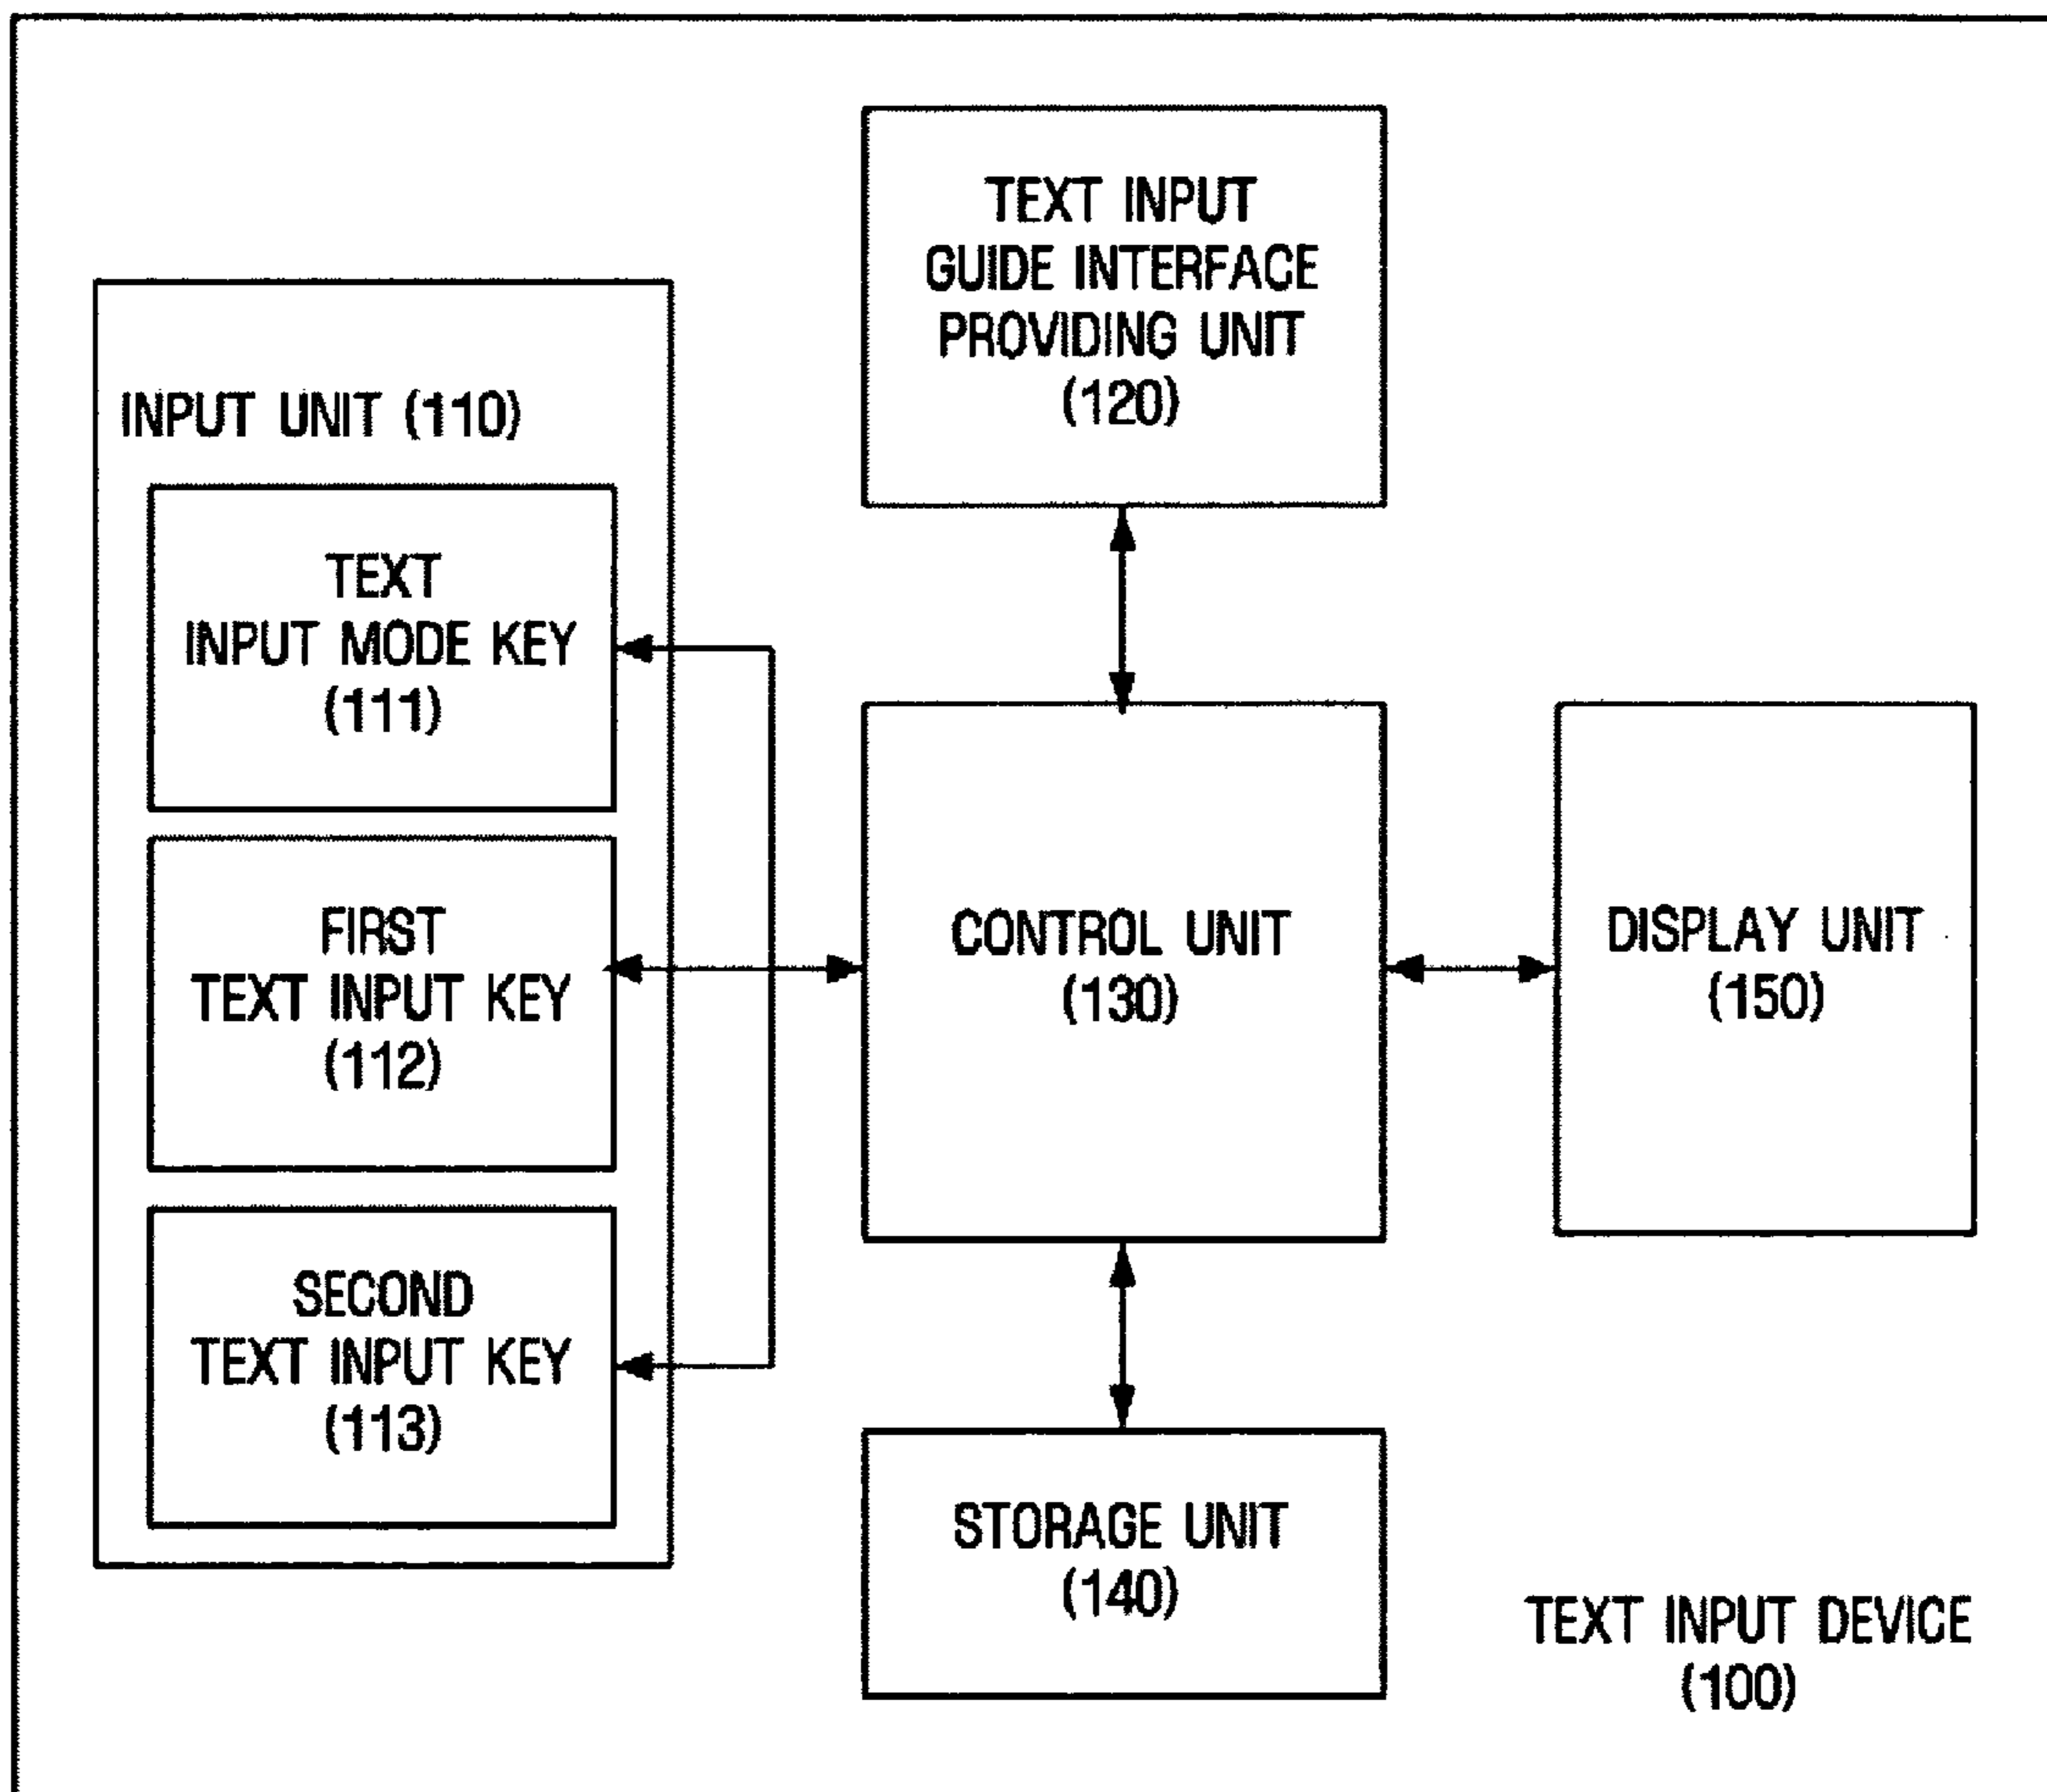 TEXT INPUT
GUIDE INTERFACE
PROVIDING UNIT
(120)
INPUT UNIT (110)
TEXT
INPUT MODE KEY
(111)
FIRST
TEXT INPUT KEY
(112)
SECOND
TEXT INPUT KEY
(113)
CONTROL UNIT
(130)
DISPLAY UNIT
(150)
STORAGE UNIT
(140)
TEXT INPUT DEVICE
(100)